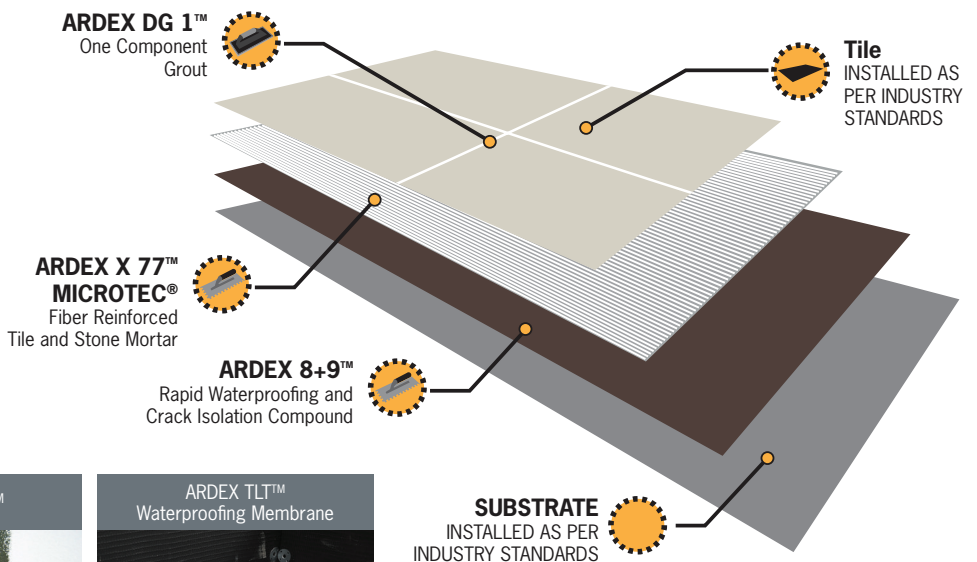 ARDEX DG 1™
One Component
Grout
Tile
INSTALLED AS
PER INDUSTRY
STANDARDS
ARDEX X 77™
MICROTEC®
Fiber Reinforced
Tile and Stone Mortar
ARDEX 8+9™
Rapid Waterproofing and
Crack Isolation Compound
SUBSTRATE
INSTALLED AS PER
INDUSTRY STANDARDS
ARDEX TLT™
Waterproofing Membrane